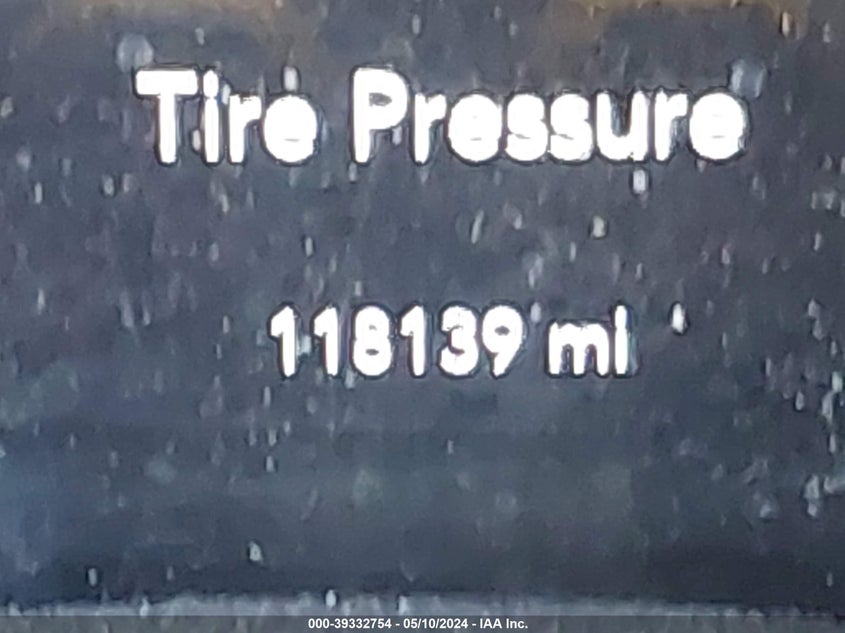 Tire Pressure
118139 mi
000-39332754 - 05/10/2024 - IAA Inc.